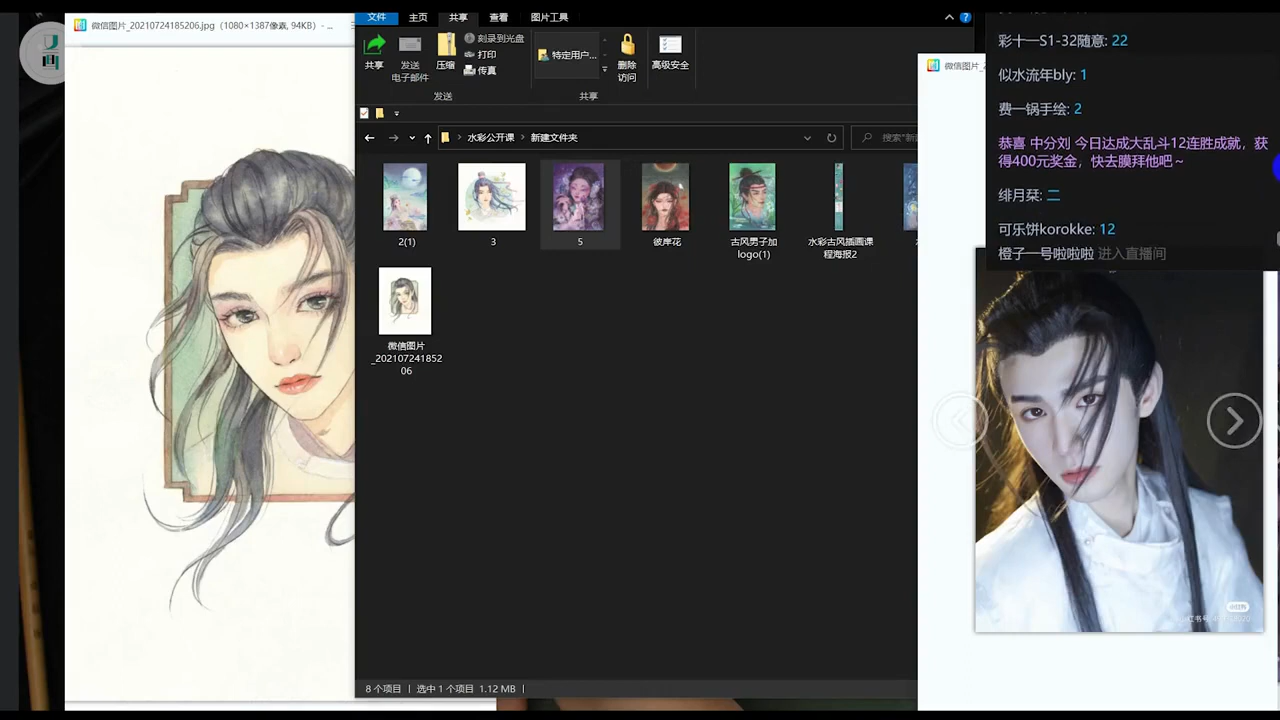 微信图片_20210724185206.jpg（1080×1387像素, 94KB）- ...
文件
主页
共享
查看
图片工具
共享
发送
电子邮件
压缩
刻录到光盘
打印
传真
特定用户...
删除
访问
高级安全
发送
共享
水彩公开课
新建文件夹
搜索"新
2(1)
3
5
彼岸花
古风男子加
logo(1)
水彩古风插画课
程海报2
微信图片
_202107241852
06
8 个项目
选中 1 个项目 1.12 MB
微信图片_2
彩十一S1-32随意: 22
似水流年bly: 1
费一锅手绘: 2
恭喜 中分刘 今日达成大乱斗12连胜成就，获
得400元奖金，快去膜拜他吧～
绯月栞: 二
可乐饼korokke: 12
橙子一号啦啦啦 进入直播间
小红书